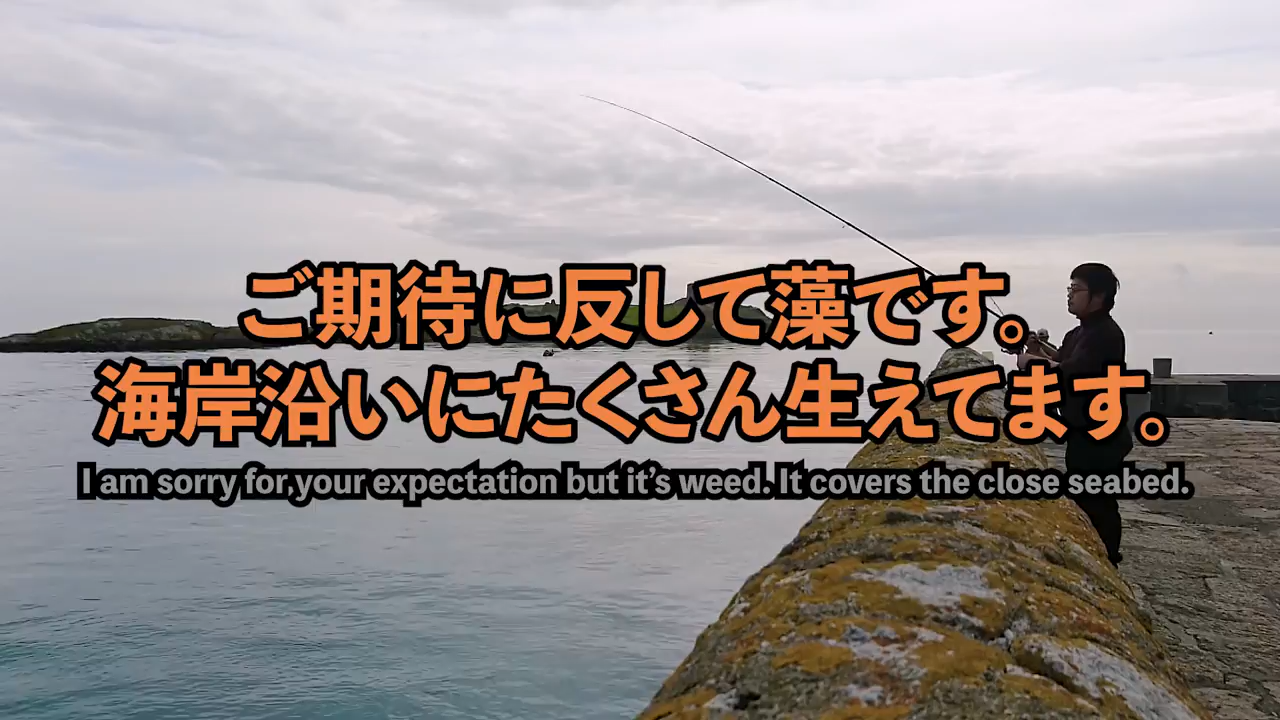 ご期待に反して藻です。
海岸沿いにたくさん生えてます。
I am sorry for your expectation but it's weed. It covers the close seabed.